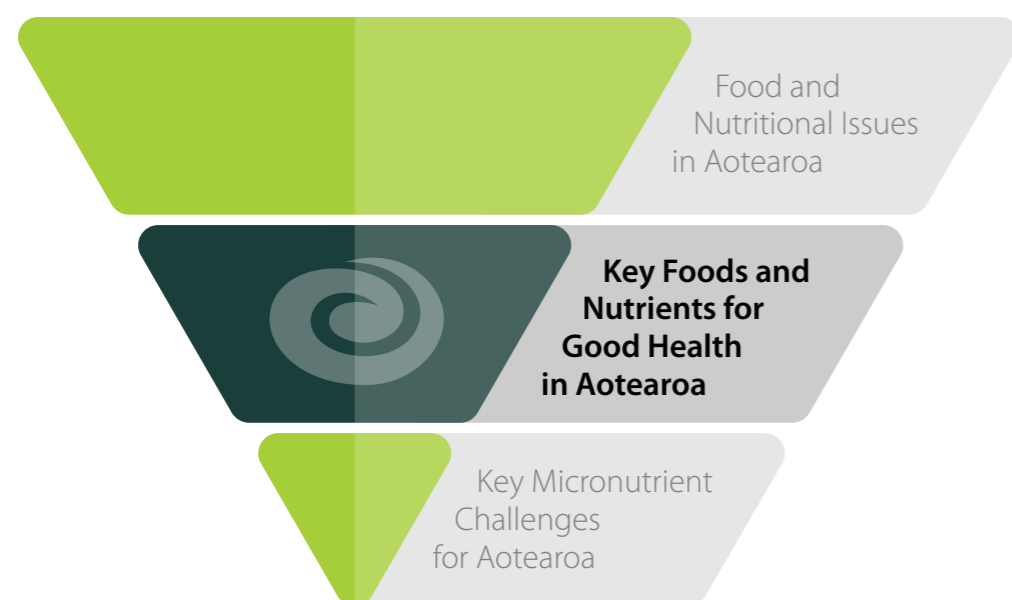 Food and
Nutritional Issues
in Aotearoa
Key Foods and
Nutrients for
Good Health
in Aotearoa
Key Micronutrient
Challenges
for Aotearoa